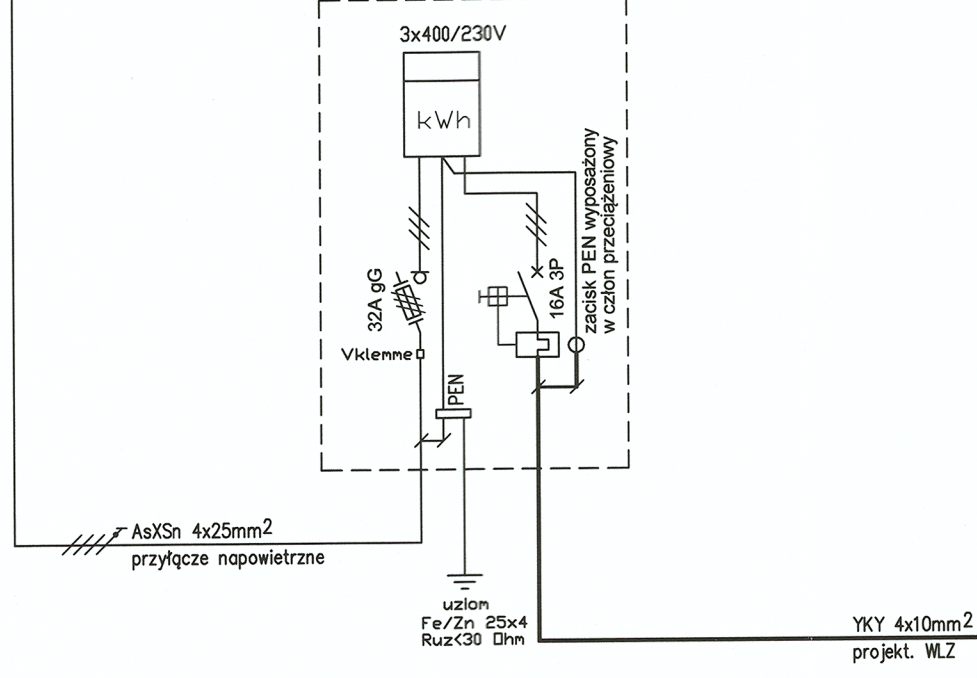 3x400/230V
kWh
zacisk PEN wyposażony
w człon przeciążeniowy
32A gG
16A 3P
Vklemme
PEN
AsXSn 4x25mm2
przyłącze napowietrzne
uziom
Fe/Zn 25x4
Ruz<30 Ohm
YKY 4x10mm2
projekt. WLZ